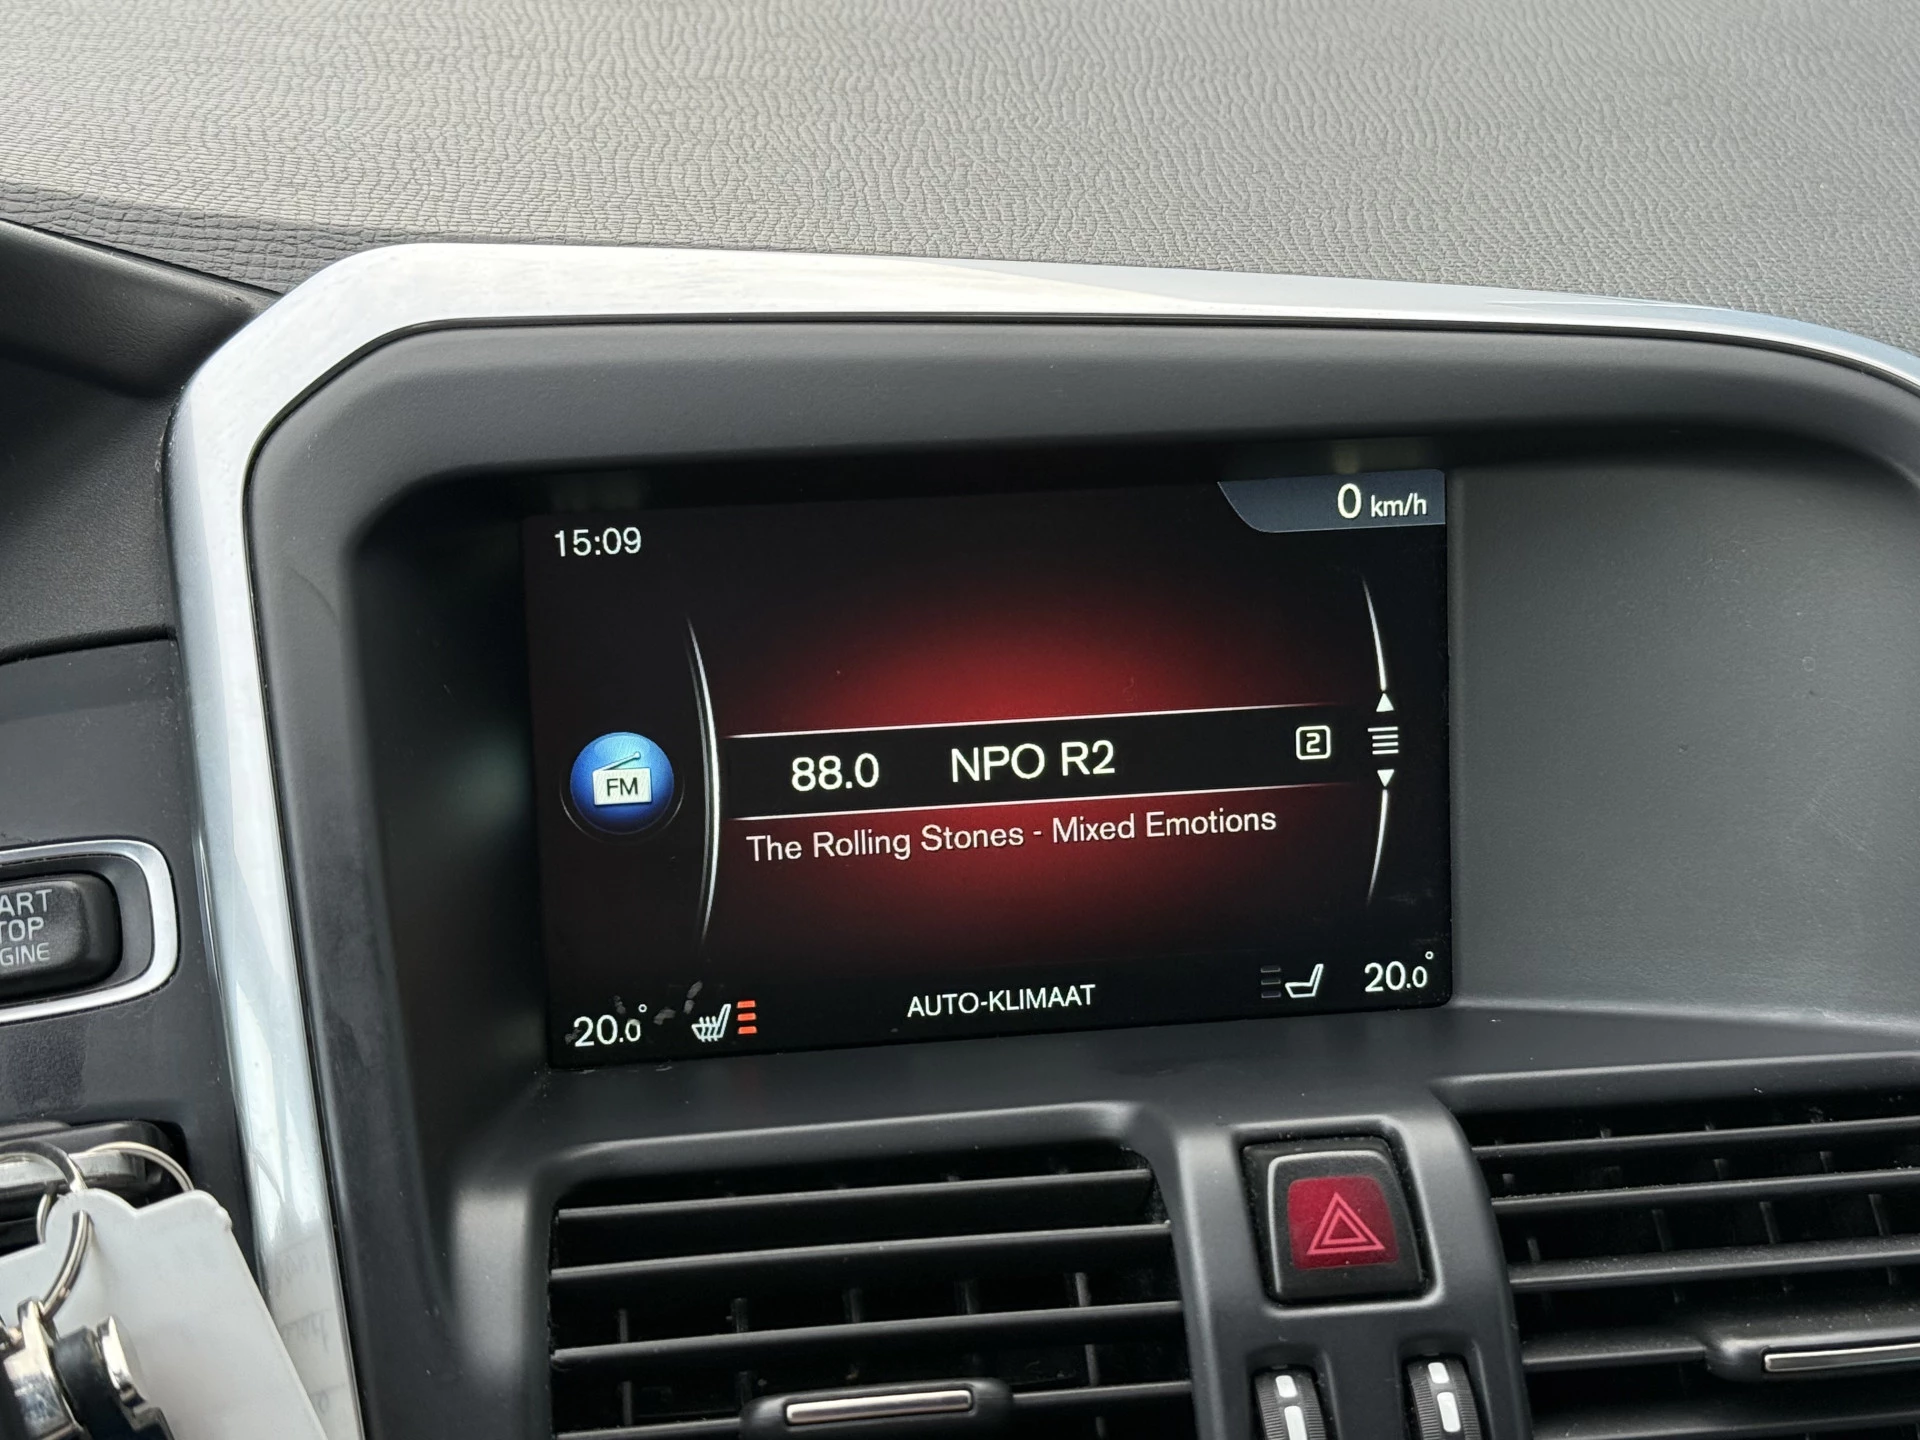 15:09
0 km/h
88.0 NPO R2 2
FM
The Rolling Stones - Mixed Emotions
20.0° AUTO-KLIMAAT 20.0°
ART
TOP
GINE